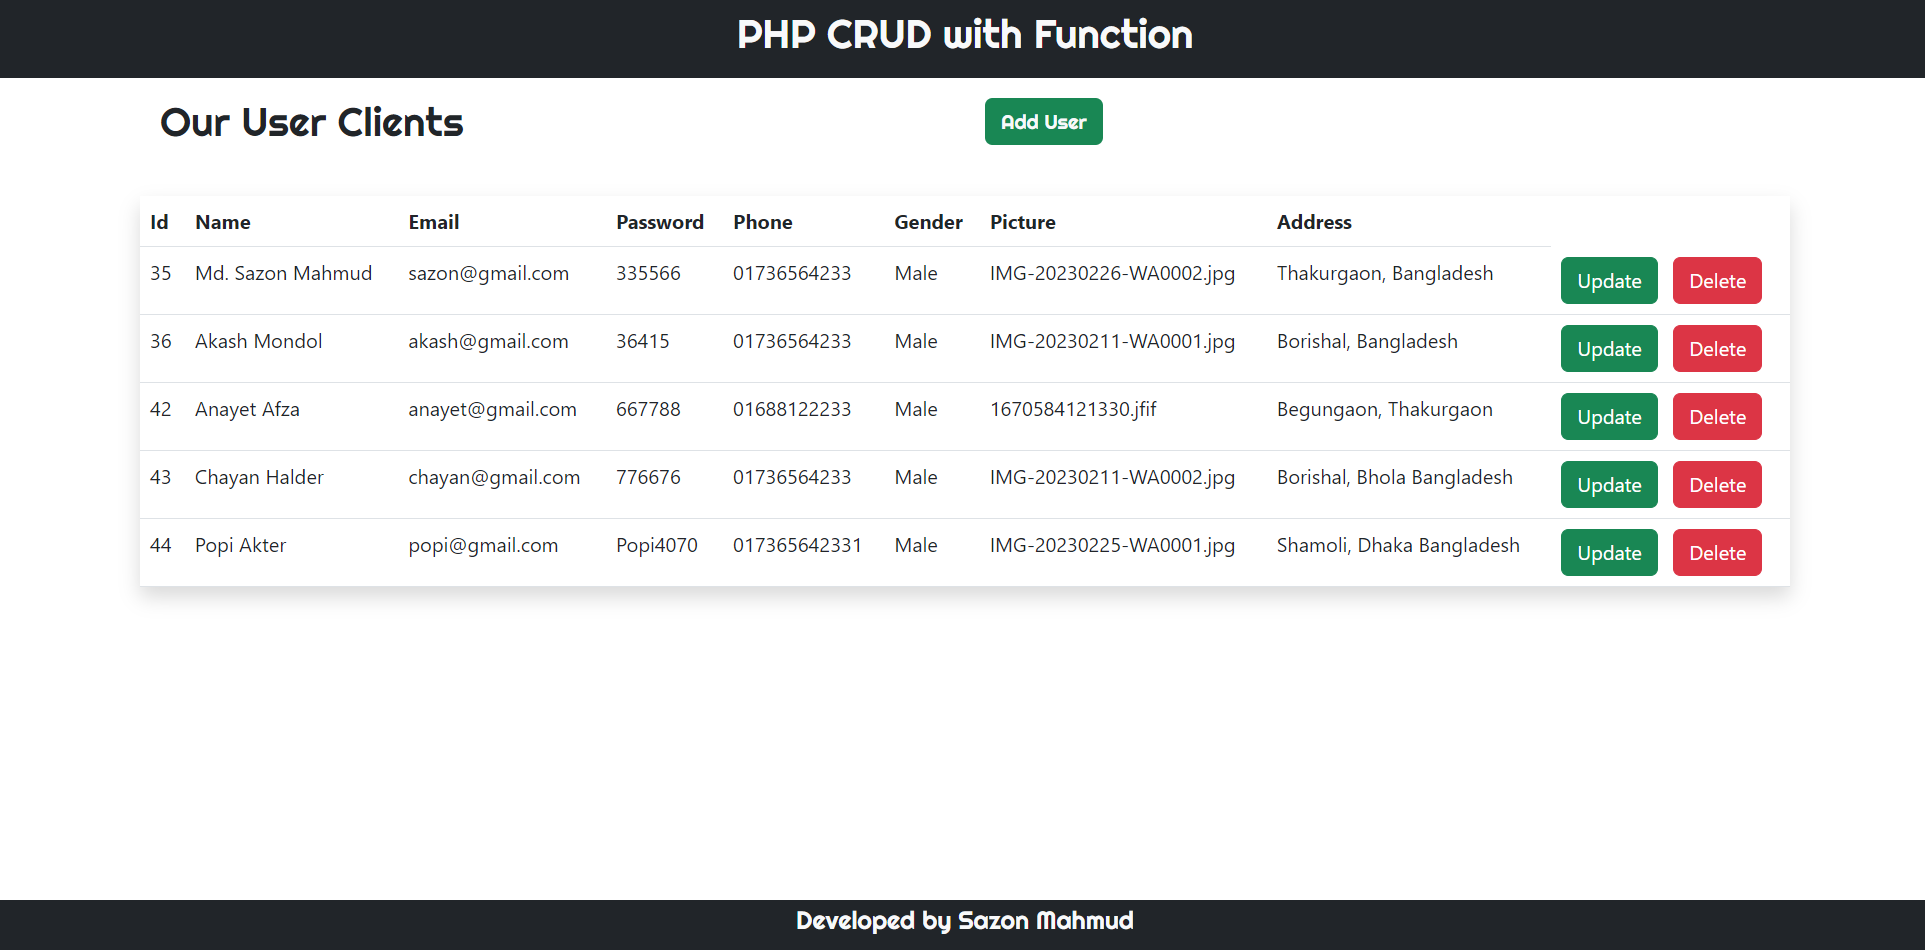 PHP CRUD with Function
Our User Clients Add User
Id Name Email Password Phone Gender Picture Address
35 Md. Sazon Mahmud sazon@gmail.com 335566 01736564233 Male IMG-20230226-WA0002.jpg Thakurgaon, Bangladesh Update Delete
36 Akash Mondol akash@gmail.com 36415 01736564233 Male IMG-20230211-WA0001.jpg Borishal, Bangladesh Update Delete
42 Anayet Afza anayet@gmail.com 667788 01688122233 Male 1670584121330.jfif Begungaon, Thakurgaon Update Delete
43 Chayan Halder chayan@gmail.com 776676 01736564233 Male IMG-20230211-WA0002.jpg Borishal, Bhola Bangladesh Update Delete
44 Popi Akter popi@gmail.com Popi4070 017365642331 Male IMG-20230225-WA0001.jpg Shamoli, Dhaka Bangladesh Update Delete
Developed by Sazon Mahmud